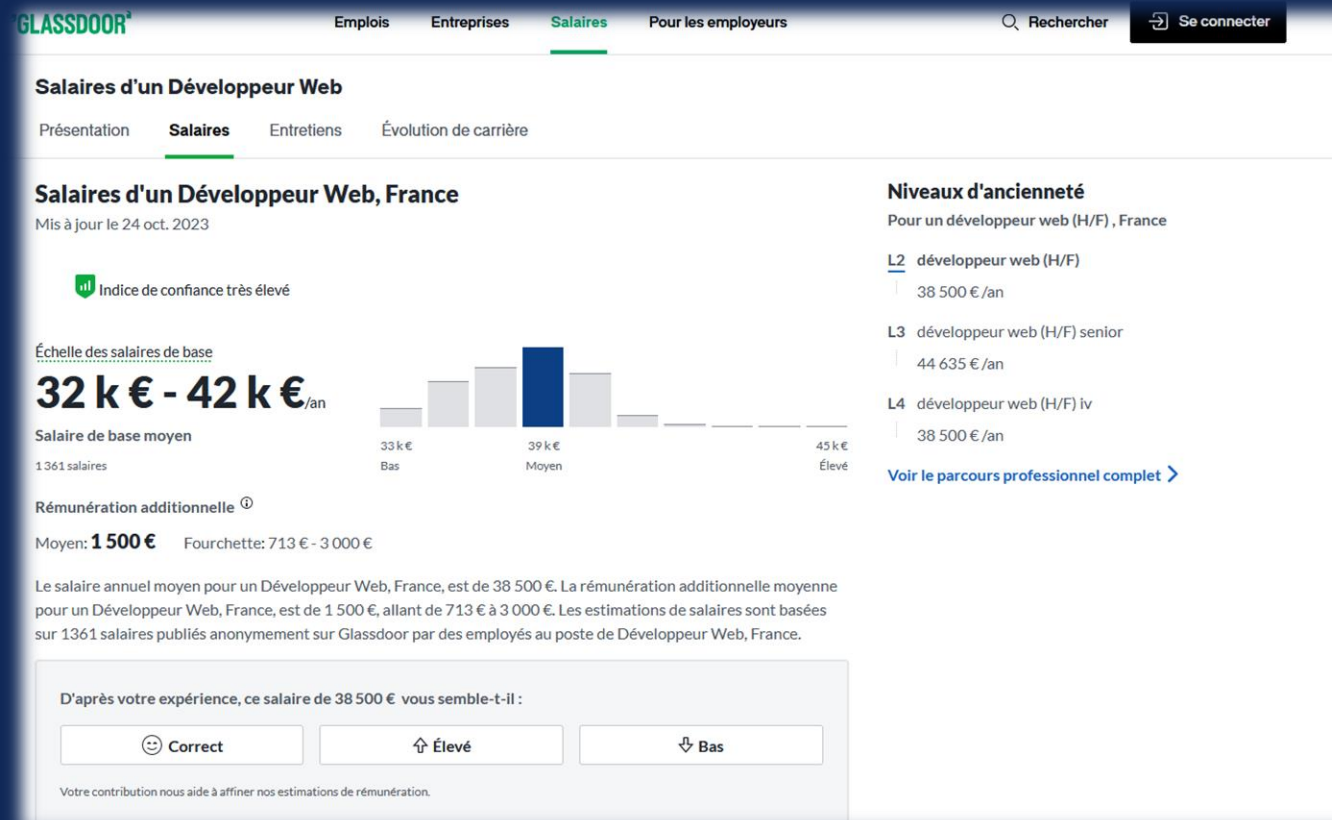 GLASSDOOR
Emplois Entreprises Salaires Pour les employeurs Rechercher Se connecter
Salaires d'un Développeur Web
Présentation Salaires Entretiens Évolution de carrière
Salaires d'un Développeur Web, France
Mis à jour le 24 oct. 2023
Indice de confiance très élevé
Échelle des salaires de base
32 k € - 42 k €/an
Salaire de base moyen
1 361 salaires
33 k € 39 k € 45 k €
Bas Moyen Élevé
Rémunération additionnelle
Moyen: 1 500 € Fourchette: 713 € - 3 000 €
Le salaire annuel moyen pour un Développeur Web, France, est de 38 500 €. La rémunération additionnelle moyenne
pour un Développeur Web, France, est de 1 500 €, allant de 713 € à 3 000 €. Les estimations de salaires sont basées
sur 1361 salaires publiés anonymement sur Glassdoor par des employés au poste de Développeur Web, France.
D'après votre expérience, ce salaire de 38 500 € vous semble-t-il :
Correct Élevé Bas
Votre contribution nous aide à affiner nos estimations de rémunération.
Niveaux d'ancienneté
Pour un développeur web (H/F) , France
L2 développeur web (H/F)
38 500 € /an
L3 développeur web (H/F) senior
44 635 € /an
L4 développeur web (H/F) iv
38 500 € /an
Voir le parcours professionnel complet